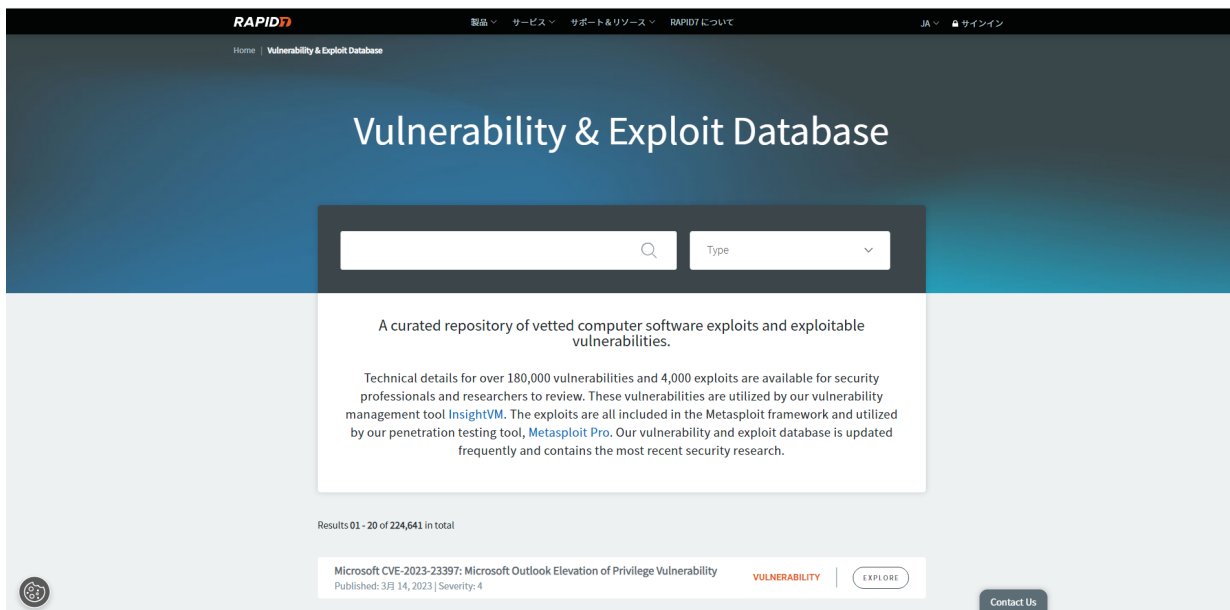 RAPID7
製品 サービス サポート＆リソース RAPID7 について JA サインイン
Home | Vulnerability & Exploit Database
Vulnerability & Exploit Database
Type
A curated repository of vetted computer software exploits and exploitable
vulnerabilities.
Technical details for over 180,000 vulnerabilities and 4,000 exploits are available for security
professionals and researchers to review. These vulnerabilities are utilized by our vulnerability
management tool InsightVM. The exploits are all included in the Metasploit framework and utilized
by our penetration testing tool, Metasploit Pro. Our vulnerability and exploit database is updated
frequently and contains the most recent security research.
Results 01 - 20 of 224,641 in total
Microsoft CVE-2023-23397: Microsoft Outlook Elevation of Privilege Vulnerability
Published: 3月 14, 2023 | Severity: 4
VULNERABILITY
EXPLORE
Contact Us